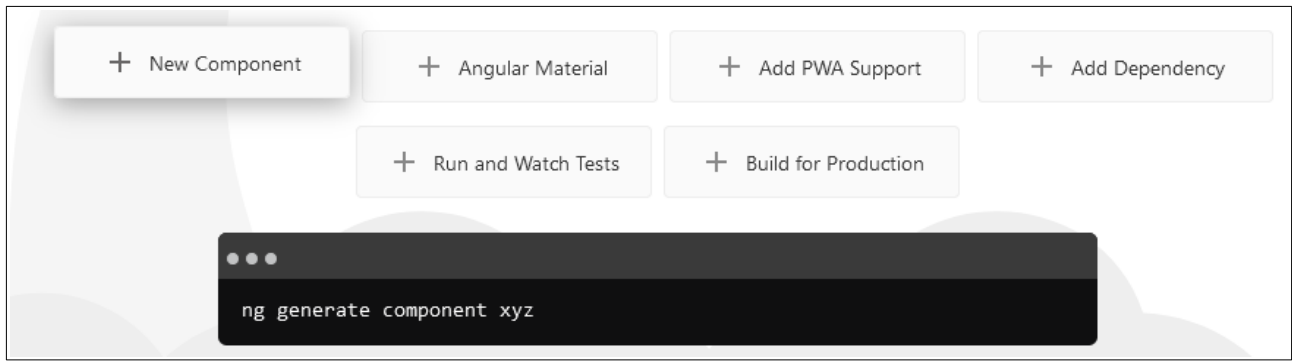 New Component
Angular Material
Add PWA Support
Add Dependency
Run and Watch Tests
Build for Production
ng generate component xyz